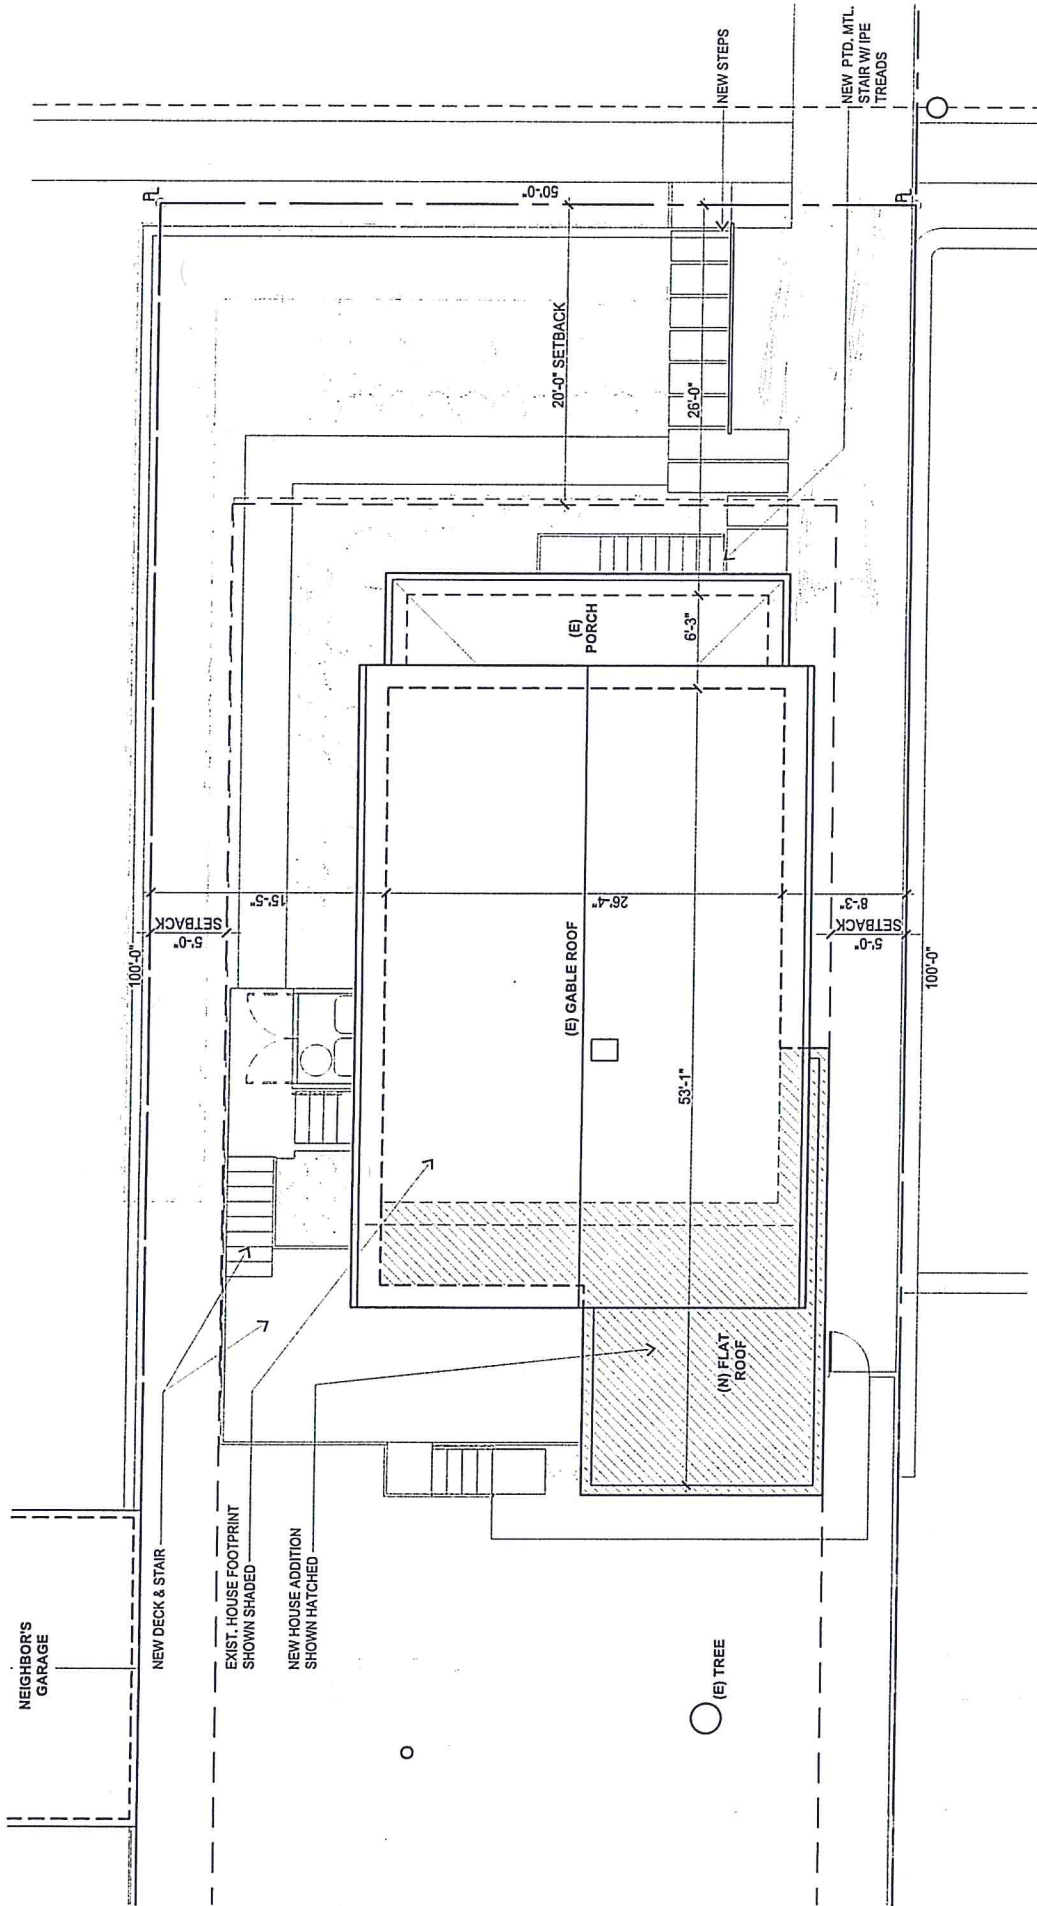 NEIGHBOR'S
GARAGE
NEW DECK & STAIR
EXIST. HOUSE FOOTPRINT
SHOWN SHADED
NEW HOUSE ADDITION
SHOWN HATCHED
(E) TREE
100'-0"
5'-0"
SETBACK
15'-5"
26'-4"
8'-3"
5'-0"
SETBACK
100'-0"
(E) GABLE ROOF
53'-1"
(N) FLAT
ROOF
(E)
PORCH
6'-3"
20'-0" SETBACK
26'-0"
50'-0"
PL
PL
NEW STEPS
NEW PTD. MTL.
STAIR W/ IPE
TREADS